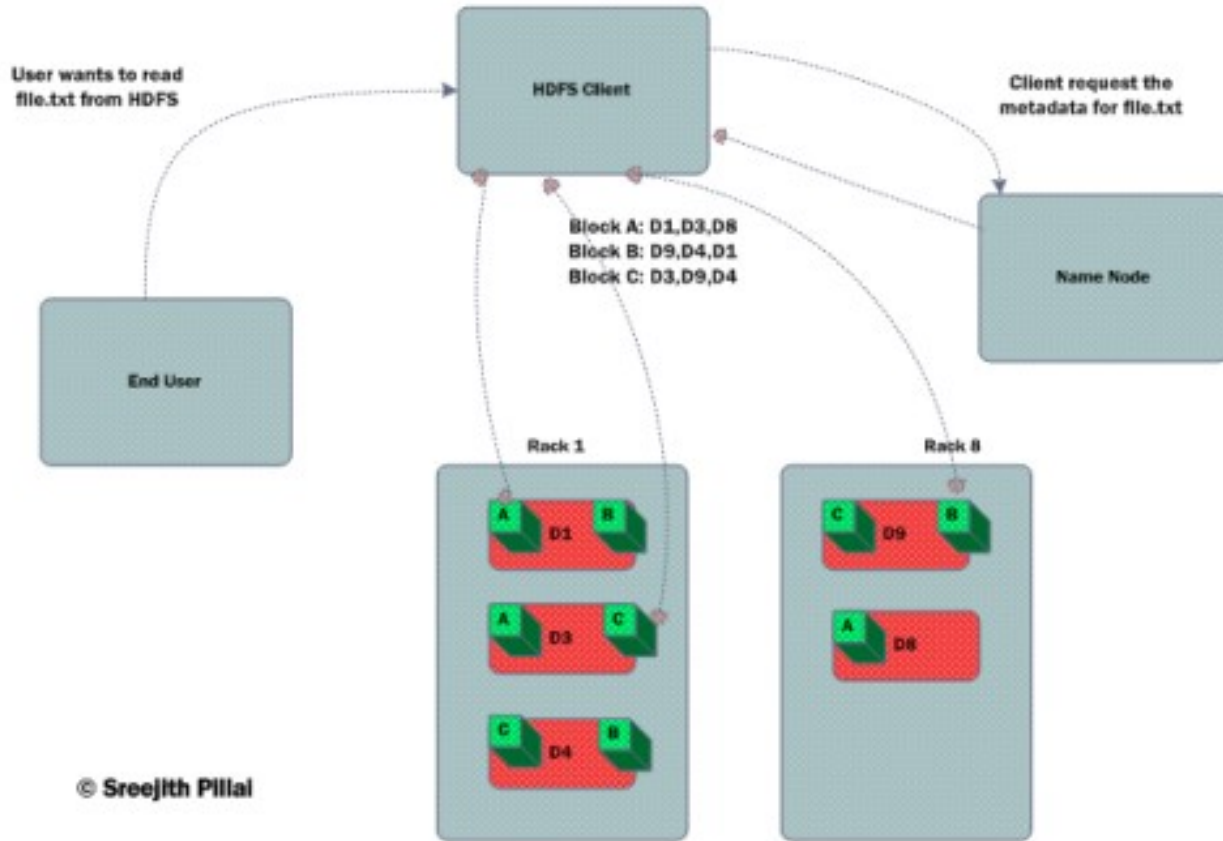 User wants to read
file.txt from HDFS
HDFS Client
Client request the
metadata for file.txt
Block A: D1,D3,D8
Block B: D9,D4,D1
Block C: D3,D9,D4
Name Node
End User
Rack 1
Rack 8
A
D1
B
C
D9
B
A
D3
C
A
D8
C
D4
B
© Sreejith Pillai